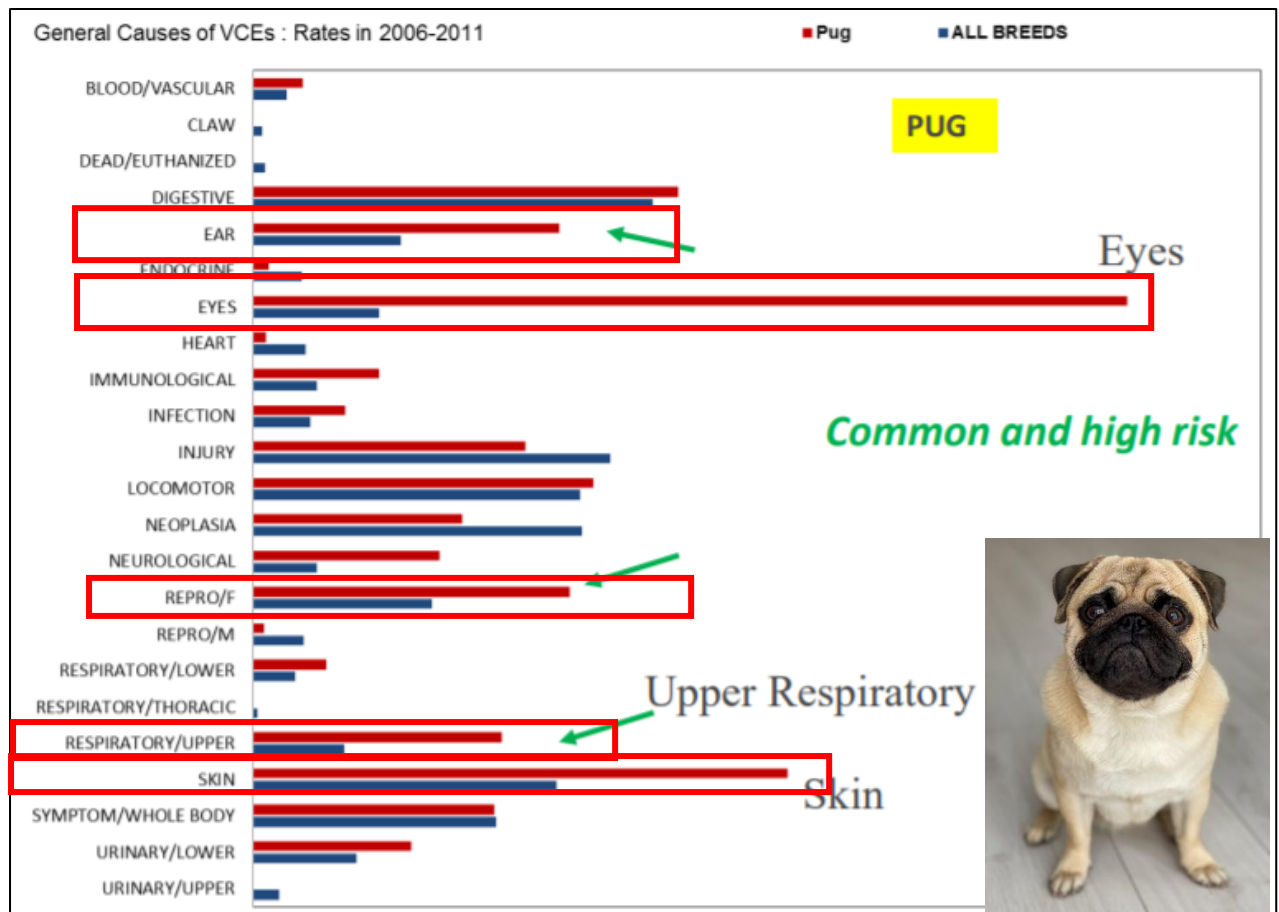 General Causes of VCEs : Rates in 2006-2011
Pug
ALL BREEDS
BLOOD/VASCULAR
CLAW
PUG
DEAD/EUTHANIZED
DIGESTIVE
EAR
Eyes
ENDOCRINE
EYES
HEART
IMMUNOLOGICAL
INFECTION
Common and high risk
INJURY
LOCOMOTOR
NEOPLASIA
NEUROLOGICAL
REPRO/F
REPRO/M
RESPIRATORY/LOWER
Upper Respiratory
RESPIRATORY/THORACIC
RESPIRATORY/UPPER
SKIN
Skin
SYMPTOM/WHOLE BODY
URINARY/LOWER
URINARY/UPPER